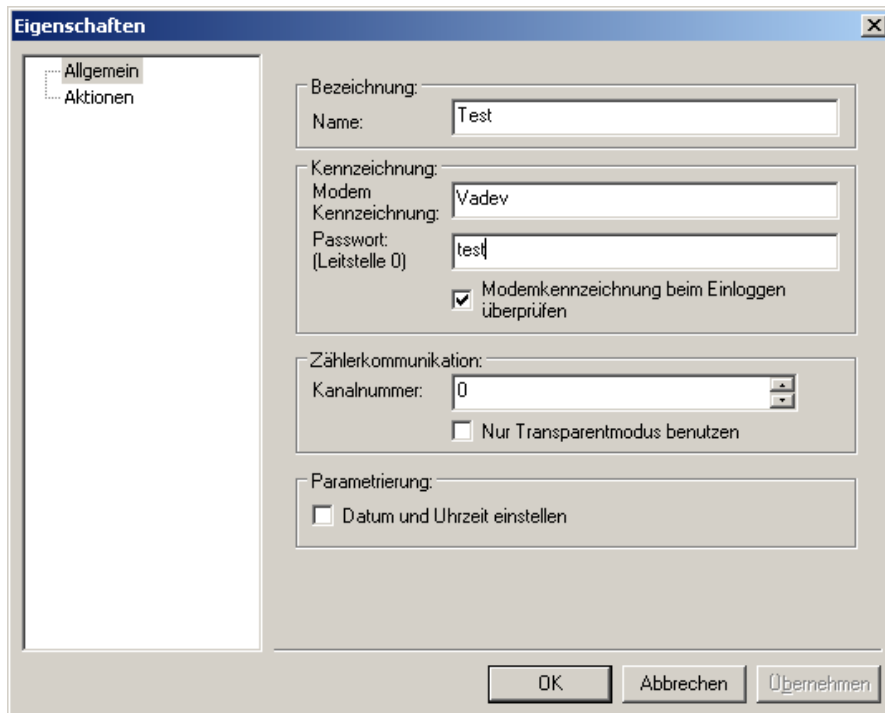 Eigenschaften
Allgemein
Aktionen
Bezeichnung:
Name: Test
Kennzeichnung:
Modem
Kennzeichnung: Vadev
Passwort:
(Leitstelle 0) test
Modemkennzeichnung beim Einloggen
überprüfen
Zählerkommunikation:
Kanalnummer: 0
Nur Transparentmodus benutzen
Parametrierung:
Datum und Uhrzeit einstellen
OK Abbrechen Übernehmen